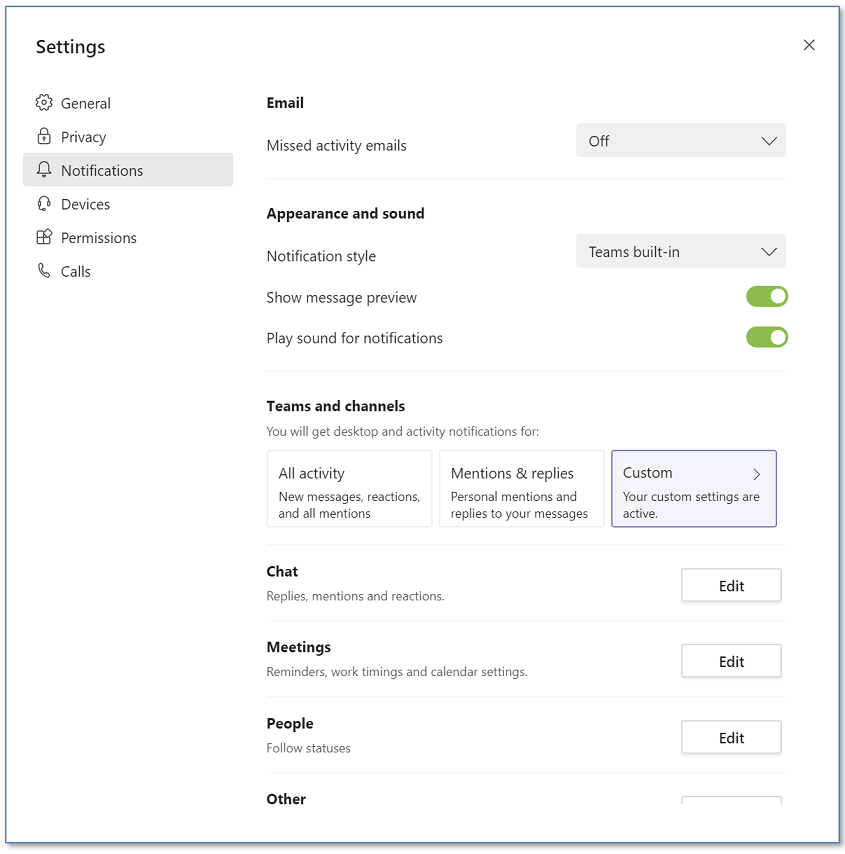 Settings
General
Privacy
Notifications
Devices
Permissions
Calls
Email
Missed activity emails
Off
Appearance and sound
Notification style
Teams built-in
Show message preview
Play sound for notifications
Teams and channels
You will get desktop and activity notifications for:
All activity
New messages, reactions,
and all mentions
Mentions & replies
Personal mentions and
replies to your messages
Custom
Your custom settings are
active.
Chat
Replies, mentions and reactions.
Edit
Meetings
Reminders, work timings and calendar settings.
Edit
People
Follow statuses
Edit
Other